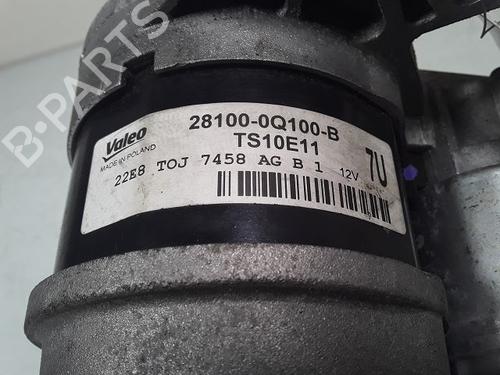 B-PARTS
Valeo
MADE IN POLAND
28100-0Q100-B
TS10E11
22E8 TOJ 7458 AG B 1
12V
7U